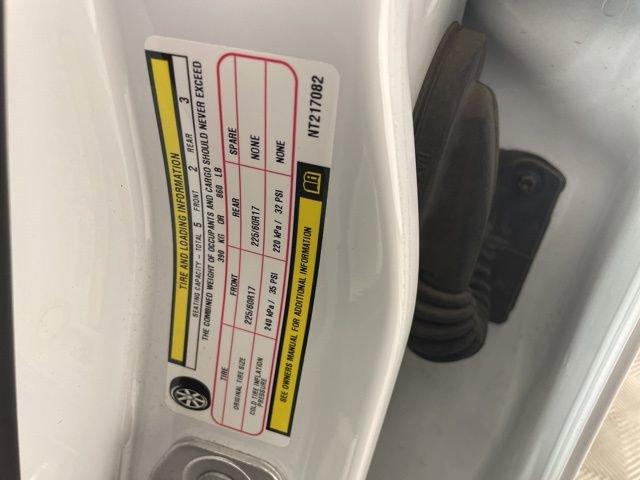 TIRE AND LOADING INFORMATION
SEATING CAPACITY - TOTAL 5 FRONT 2 REAR 3
THE COMBINED WEIGHT OF OCCUPANTS AND CARGO SHOULD NEVER EXCEED
390 KG OR 860 LB
TIRE FRONT REAR SPARE
ORIGINAL TIRE SIZE 225/60R17 225/60R17 NONE
COLD TIRE INFLATION PRESSURE 240 kPa / 35 PSI 220 kPa / 32 PSI NONE
SEE OWNERS MANUAL FOR ADDITIONAL INFORMATION
NT217082